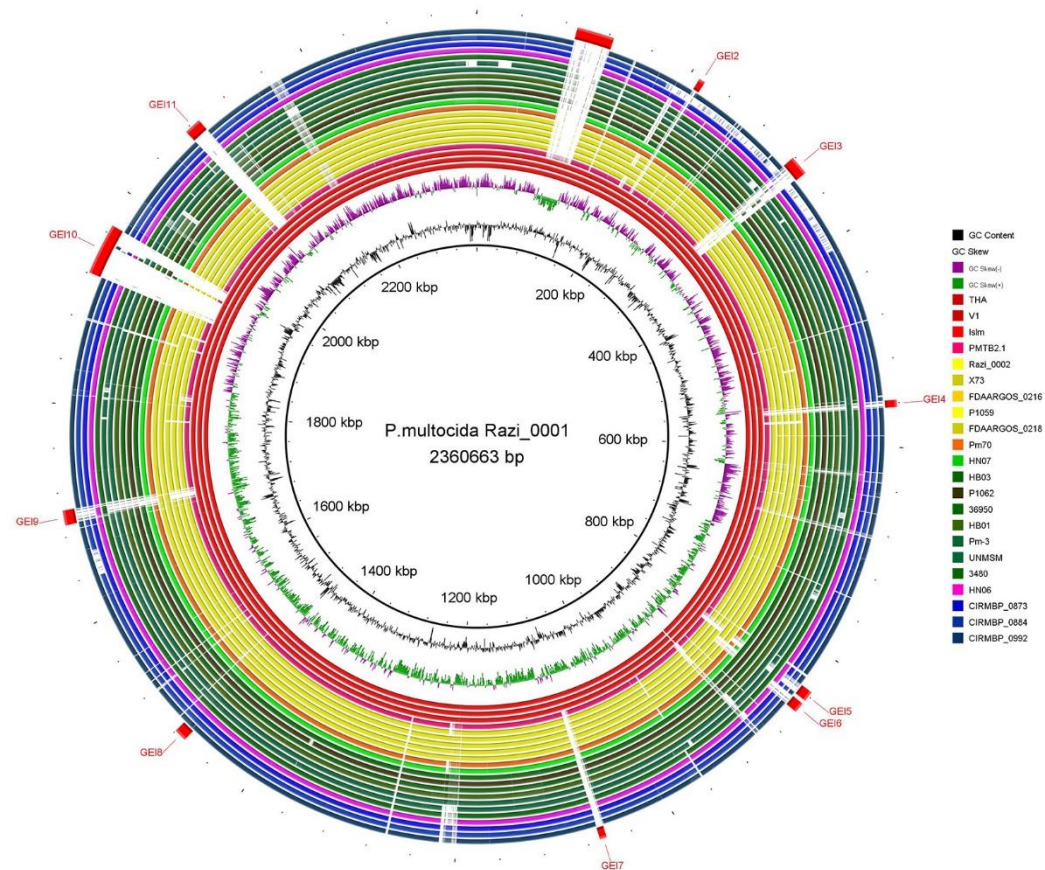 GEI2
GEI3
GEI4
GEI5
GEI6
GEI7
GEI8
GEI9
GEI10
GEI11
200 kbp
400 kbp
600 kbp
800 kbp
1000 kbp
1200 kbp
1400 kbp
1600 kbp
1800 kbp
2000 kbp
2200 kbp
P.multocida Razi_0001
2360663 bp
GC Content
GC Skew
GC Skew(-)
GC Skew(+)
THA
V1
Islm
PMTB2.1
Razi_0002
X73
FDAARGOS_0216
P1059
FDAARGOS_0218
Pm70
HN07
HB03
P1062
36950
HB01
Pm-3
UNMSM
3480
HN06
CIRMBP_0873
CIRMBP_0884
CIRMBP_0992